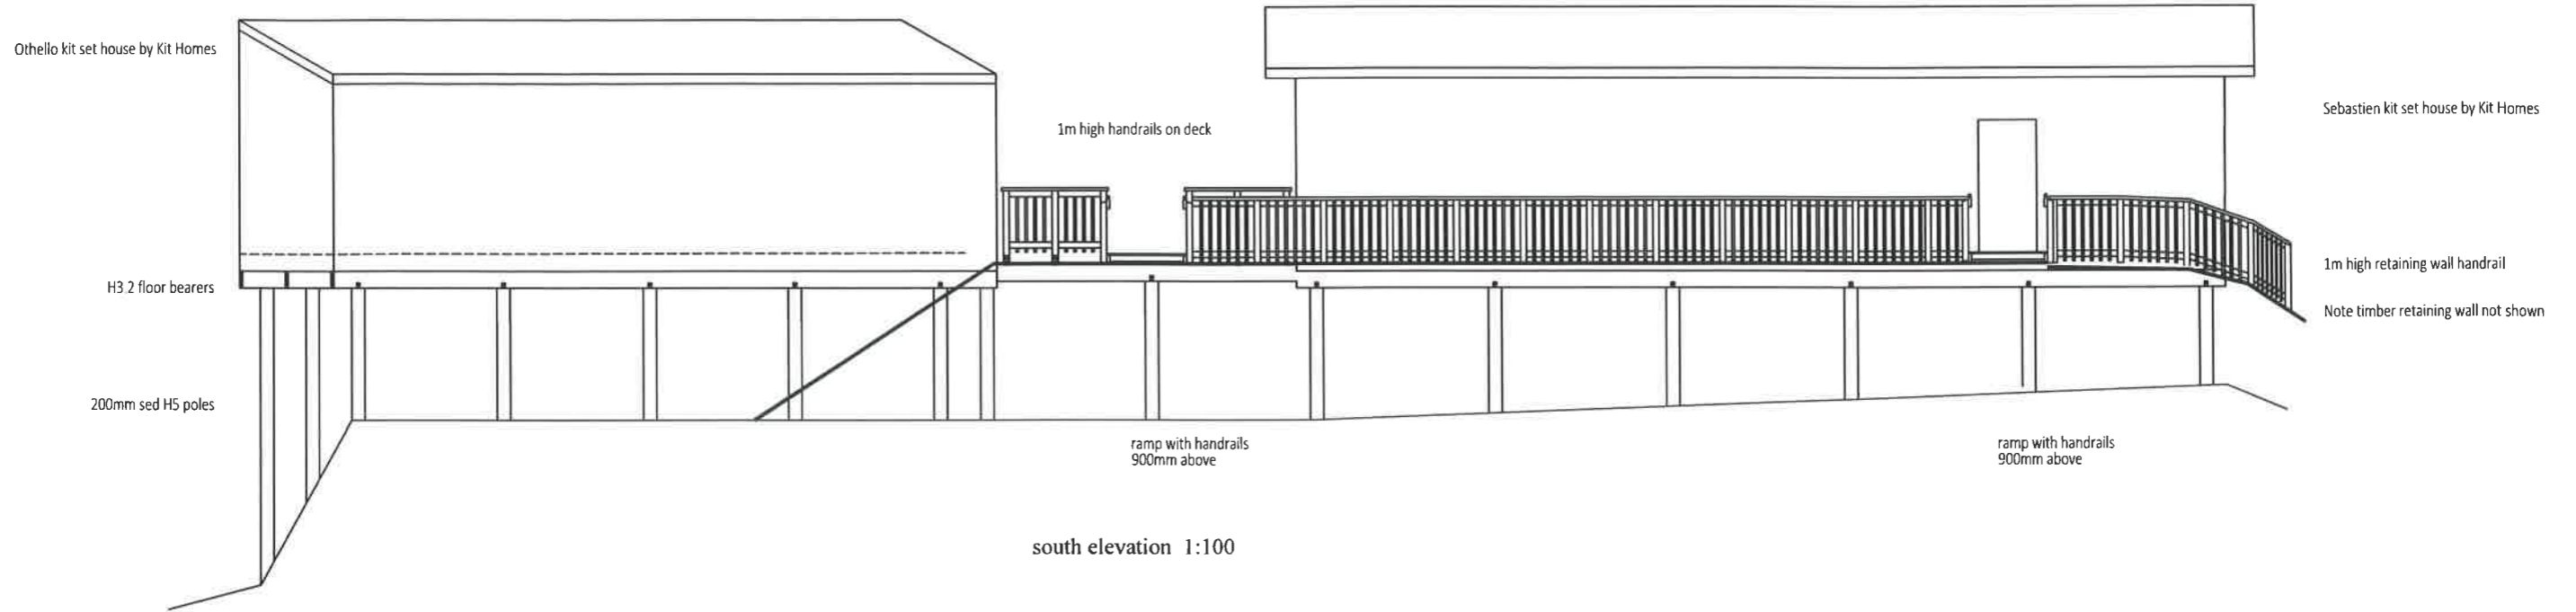 Othello kit set house by Kit Homes
Sebastien kit set house by Kit Homes
1m high handrails on deck
1m high retaining wall handrail
H3.2 floor bearers
Note timber retaining wall not shown
200mm sed H5 poles
ramp with handrails
900mm above
ramp with handrails
900mm above
south elevation 1:100